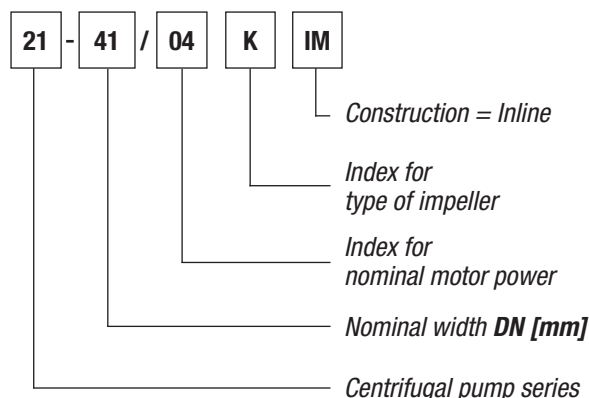 21 - 41 / 04 K IM
Construction = Inline
Index for
type of impeller
Index for
nominal motor power
Nominal width DN [mm]
Centrifugal pump series